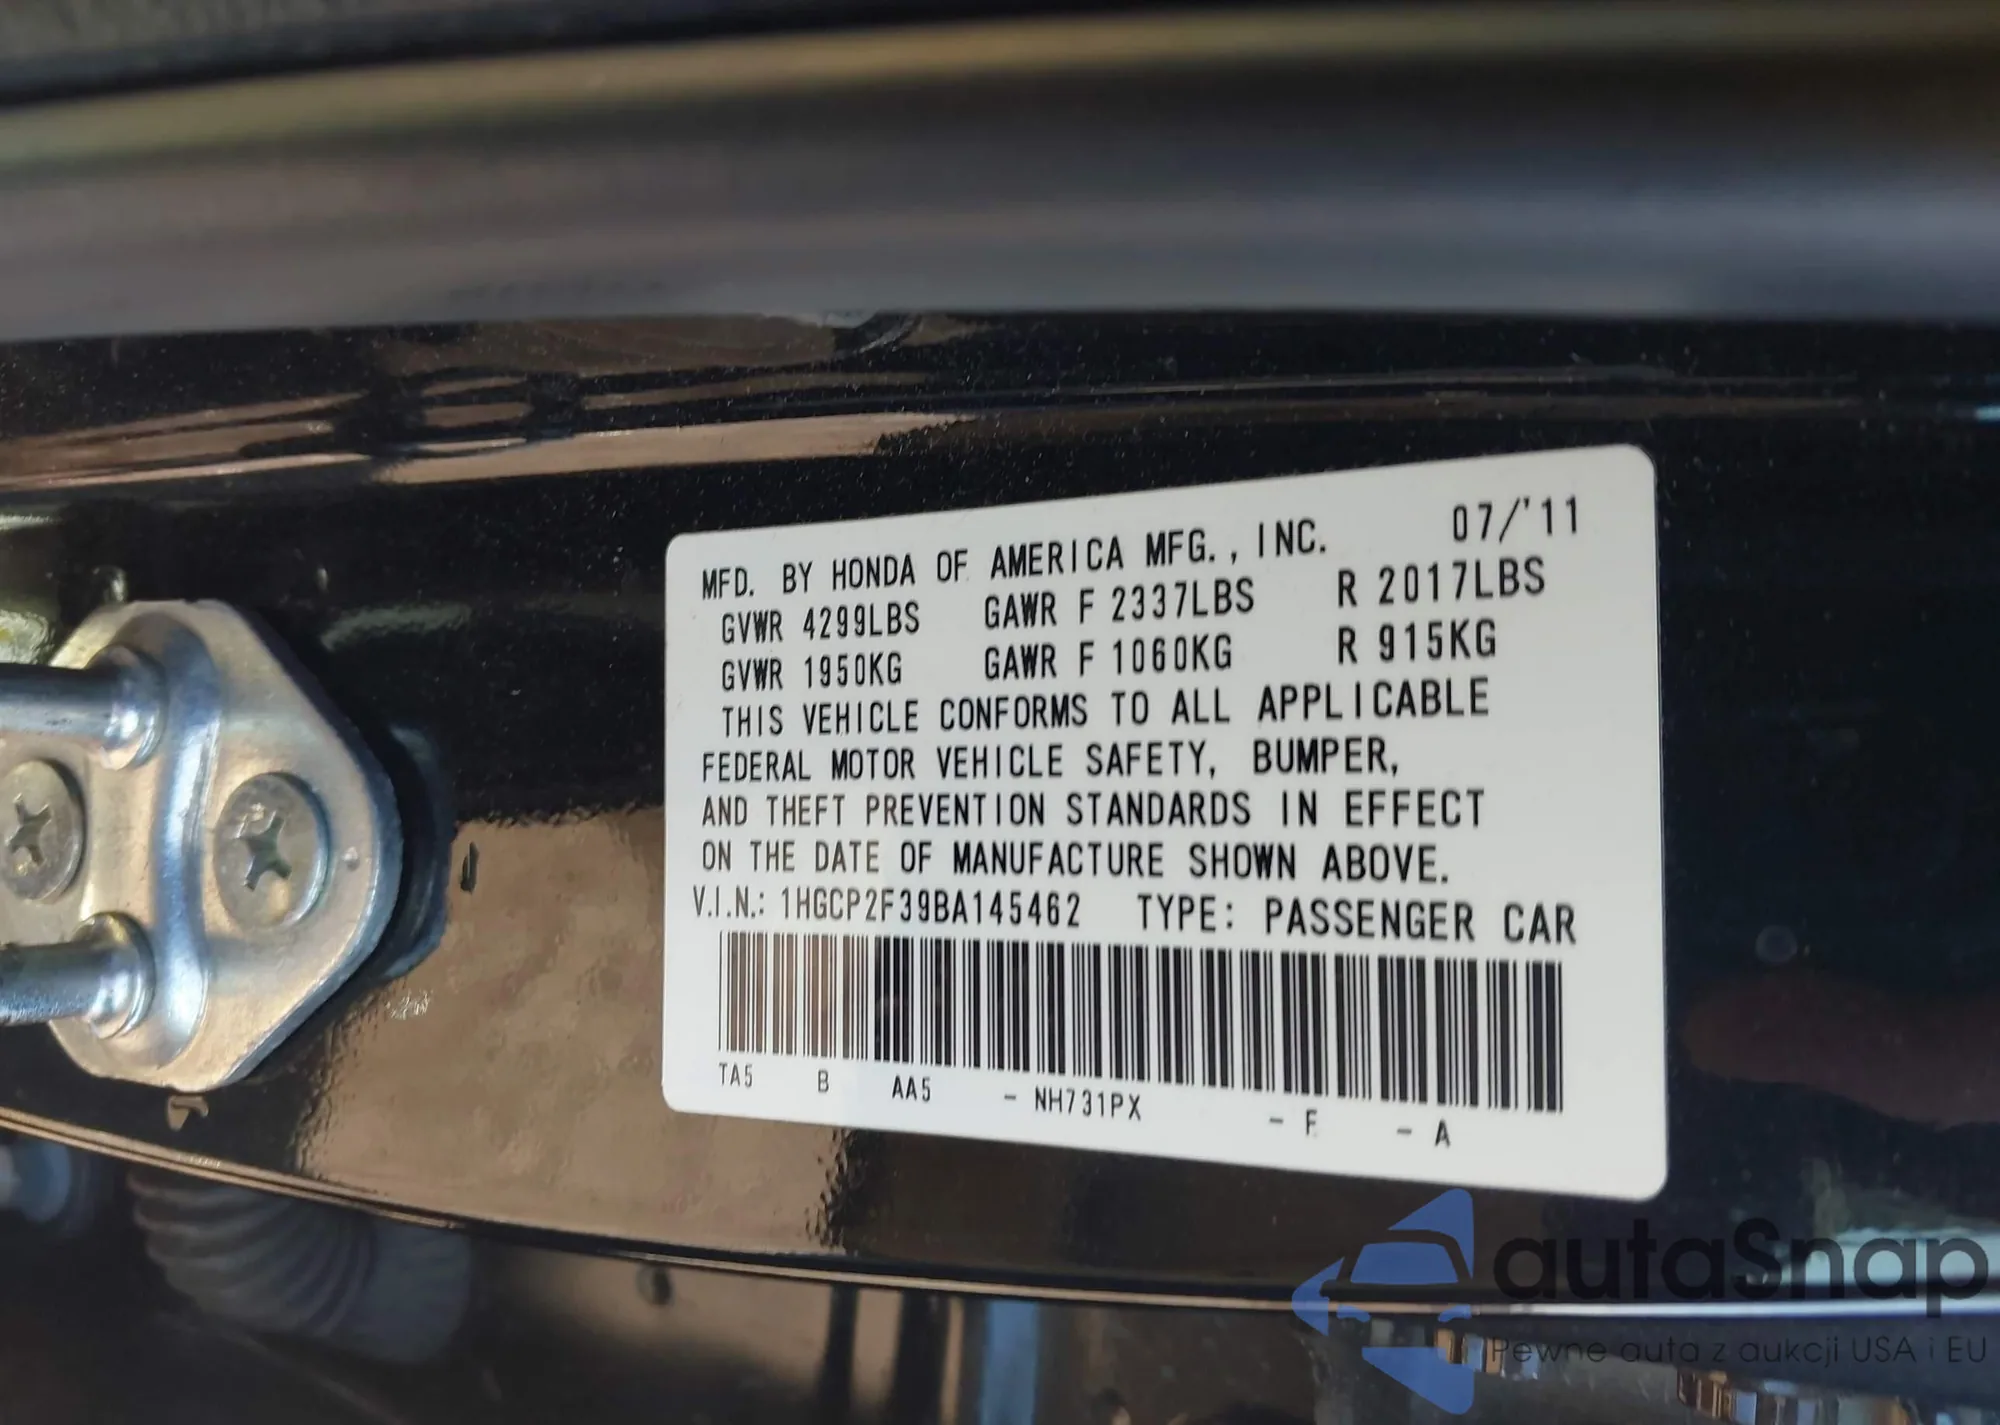 MFD. BY HONDA OF AMERICA MFG., INC. 07/'11
GVWR 4299LBS GAWR F 2337LBS R 2017LBS
GVWR 1950KG GAWR F 1060KG R 915KG
THIS VEHICLE CONFORMS TO ALL APPLICABLE
FEDERAL MOTOR VEHICLE SAFETY, BUMPER,
AND THEFT PREVENTION STANDARDS IN EFFECT
ON THE DATE OF MANUFACTURE SHOWN ABOVE.
V.I.N.: 1HGCP2F39BA145462 TYPE: PASSENGER CAR
TA5 B AA5 - NH731PX - F - A
autaSnap
Pewne auta z aukcji USA i EU